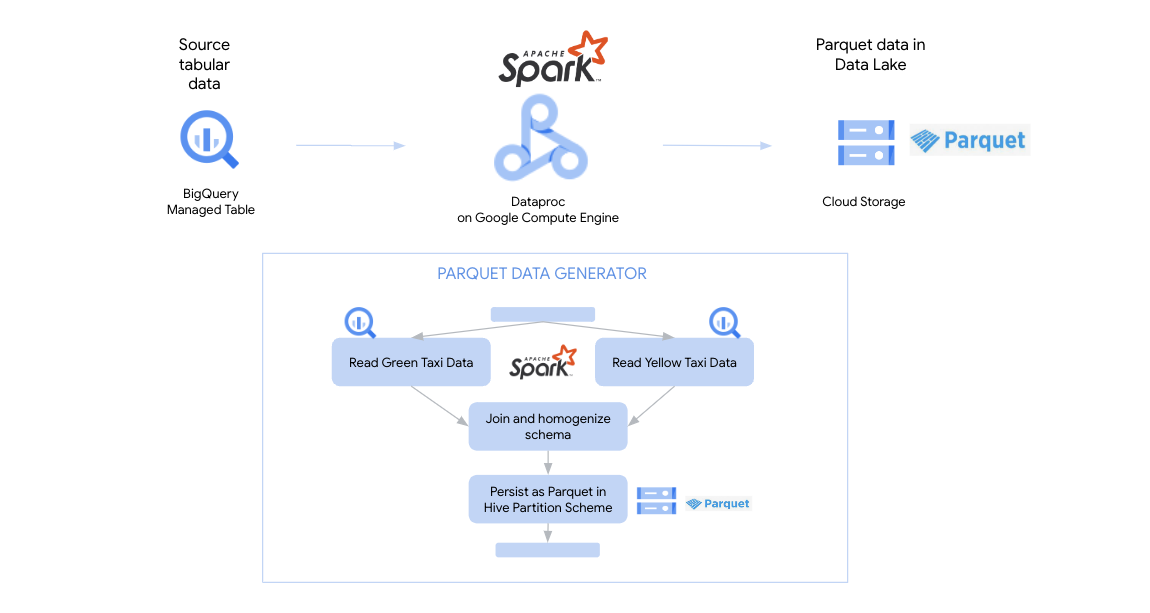 Source
tabular
data
APACHE
Spark™
Parquet data in
Data Lake
Parquet
BigQuery
Managed Table
Dataproc
on Google Compute Engine
Cloud Storage
PARQUET DATA GENERATOR
Read Green Taxi Data
APACHE
Spark™
Read Yellow Taxi Data
Join and homogenize
schema
Persist as Parquet in
Hive Partition Scheme
Parquet